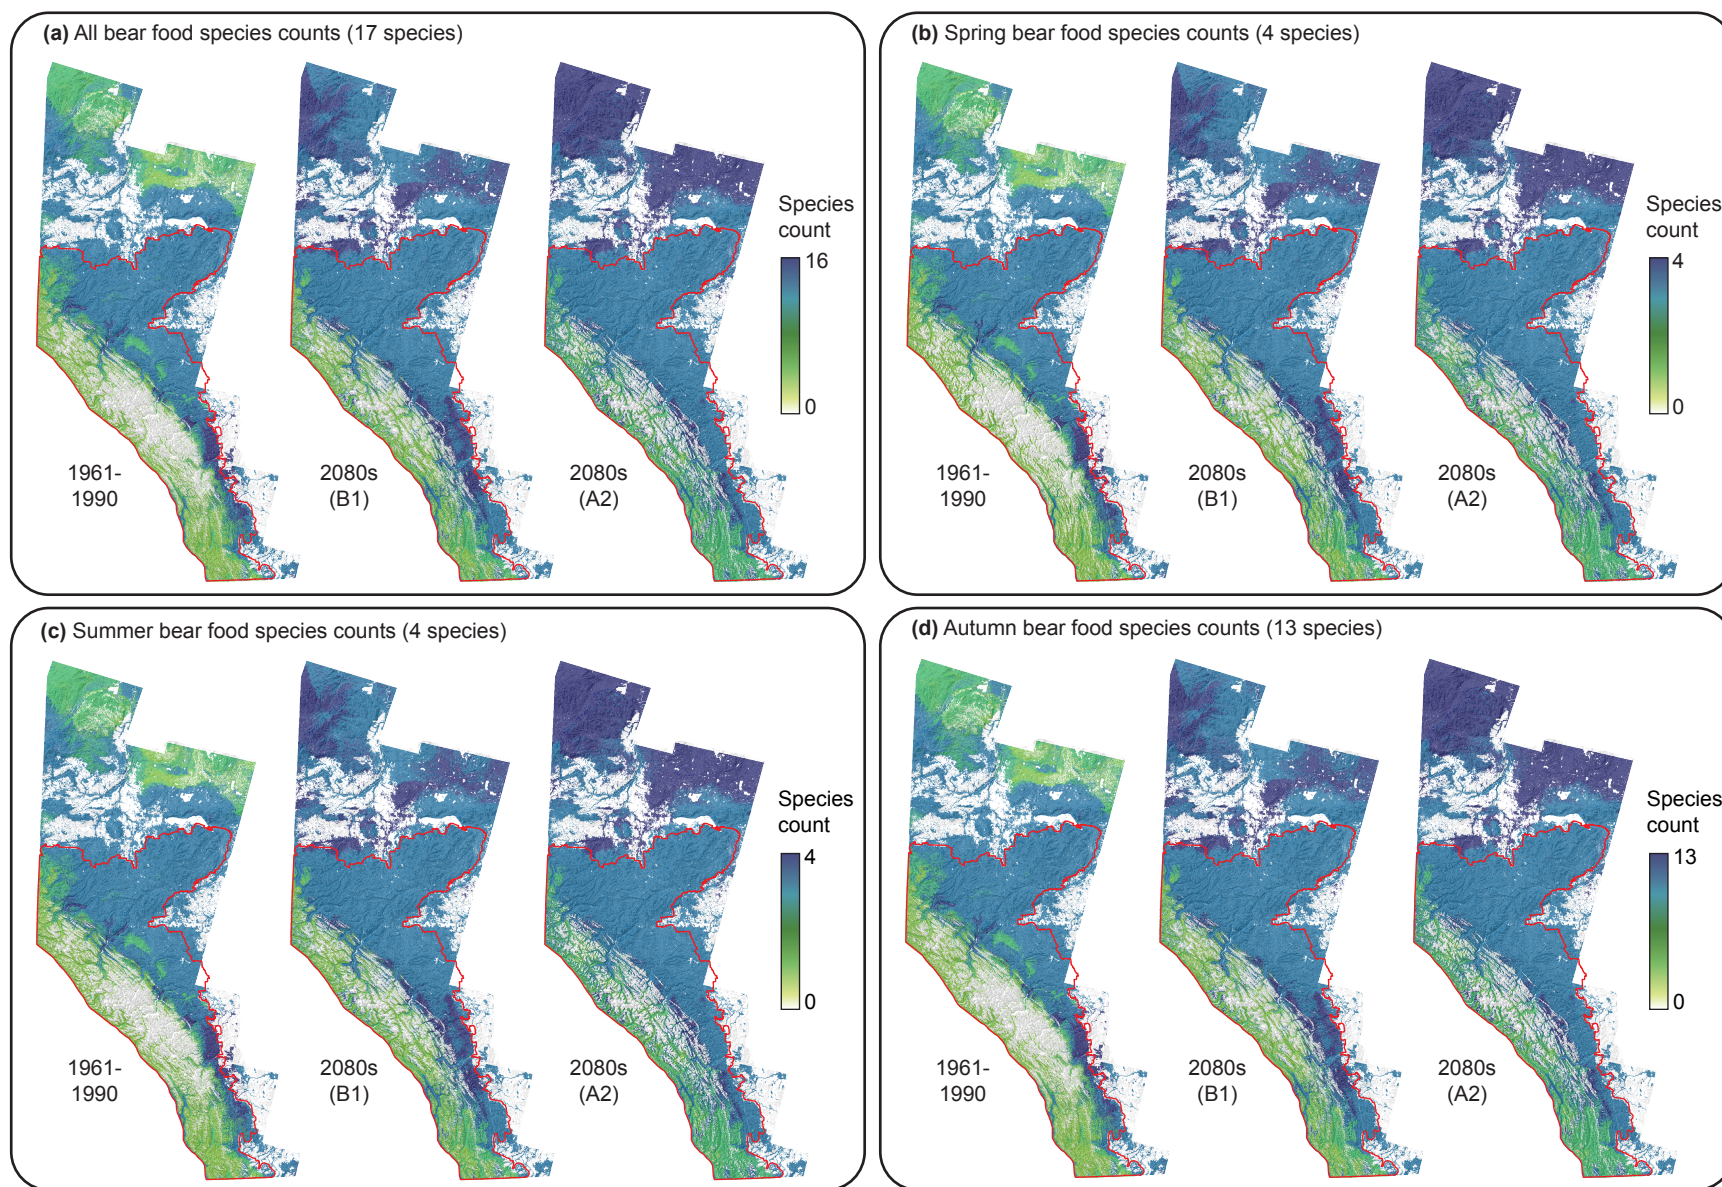 (a) All bear food species counts (17 species)
Species
count
16
0
1961-
1990
2080s
(B1)
2080s
(A2)
(b) Spring bear food species counts (4 species)
Species
count
4
0
1961-
1990
2080s
(B1)
2080s
(A2)
(c) Summer bear food species counts (4 species)
Species
count
4
0
1961-
1990
2080s
(B1)
2080s
(A2)
(d) Autumn bear food species counts (13 species)
Species
count
13
0
1961-
1990
2080s
(B1)
2080s
(A2)